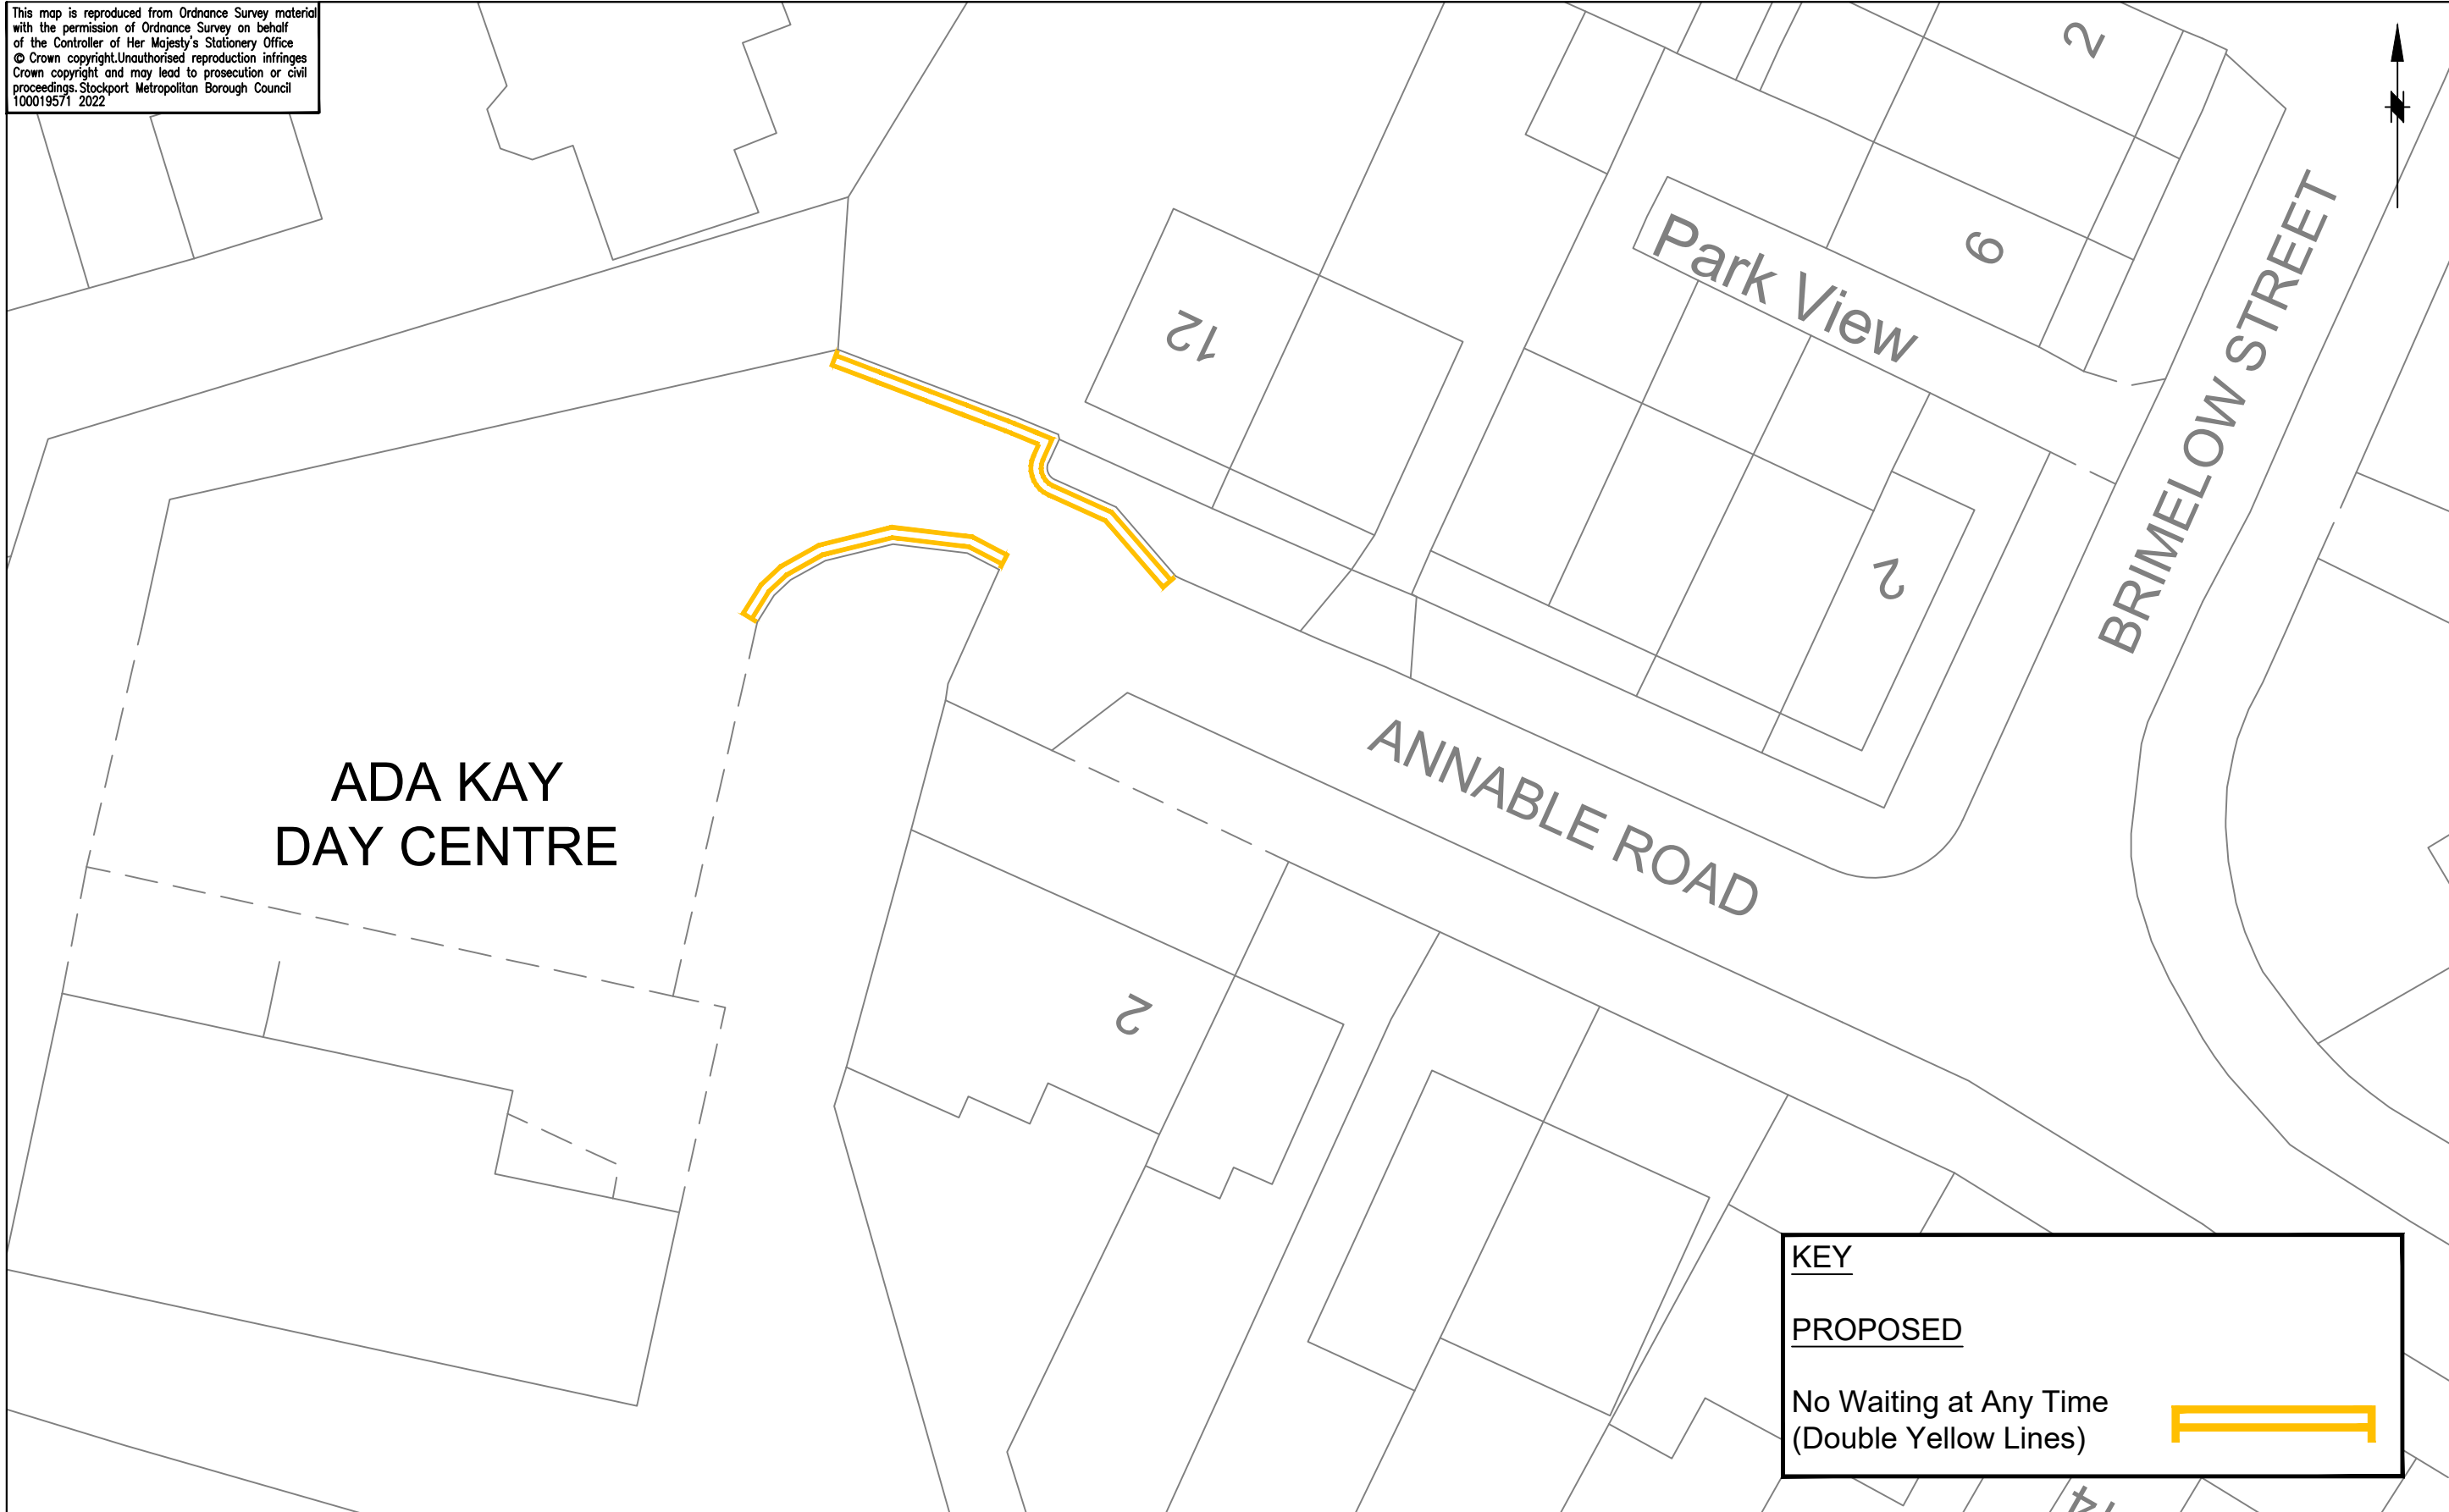 This map is reproduced from Ordnance Survey material
with the permission of Ordnance Survey on behalf
of the Controller of Her Majesty's Stationery Office
© Crown copyright.Unauthorised reproduction infringes
Crown copyright and may lead to prosecution or civil
proceedings. Stockport Metropolitan Borough Council
100019571 2022
2
6
Park View
12
2
BRIMELOW STREET
ANNABLE ROAD
ADA KAY
DAY CENTRE
2
KEY
PROPOSED
No Waiting at Any Time
(Double Yellow Lines)